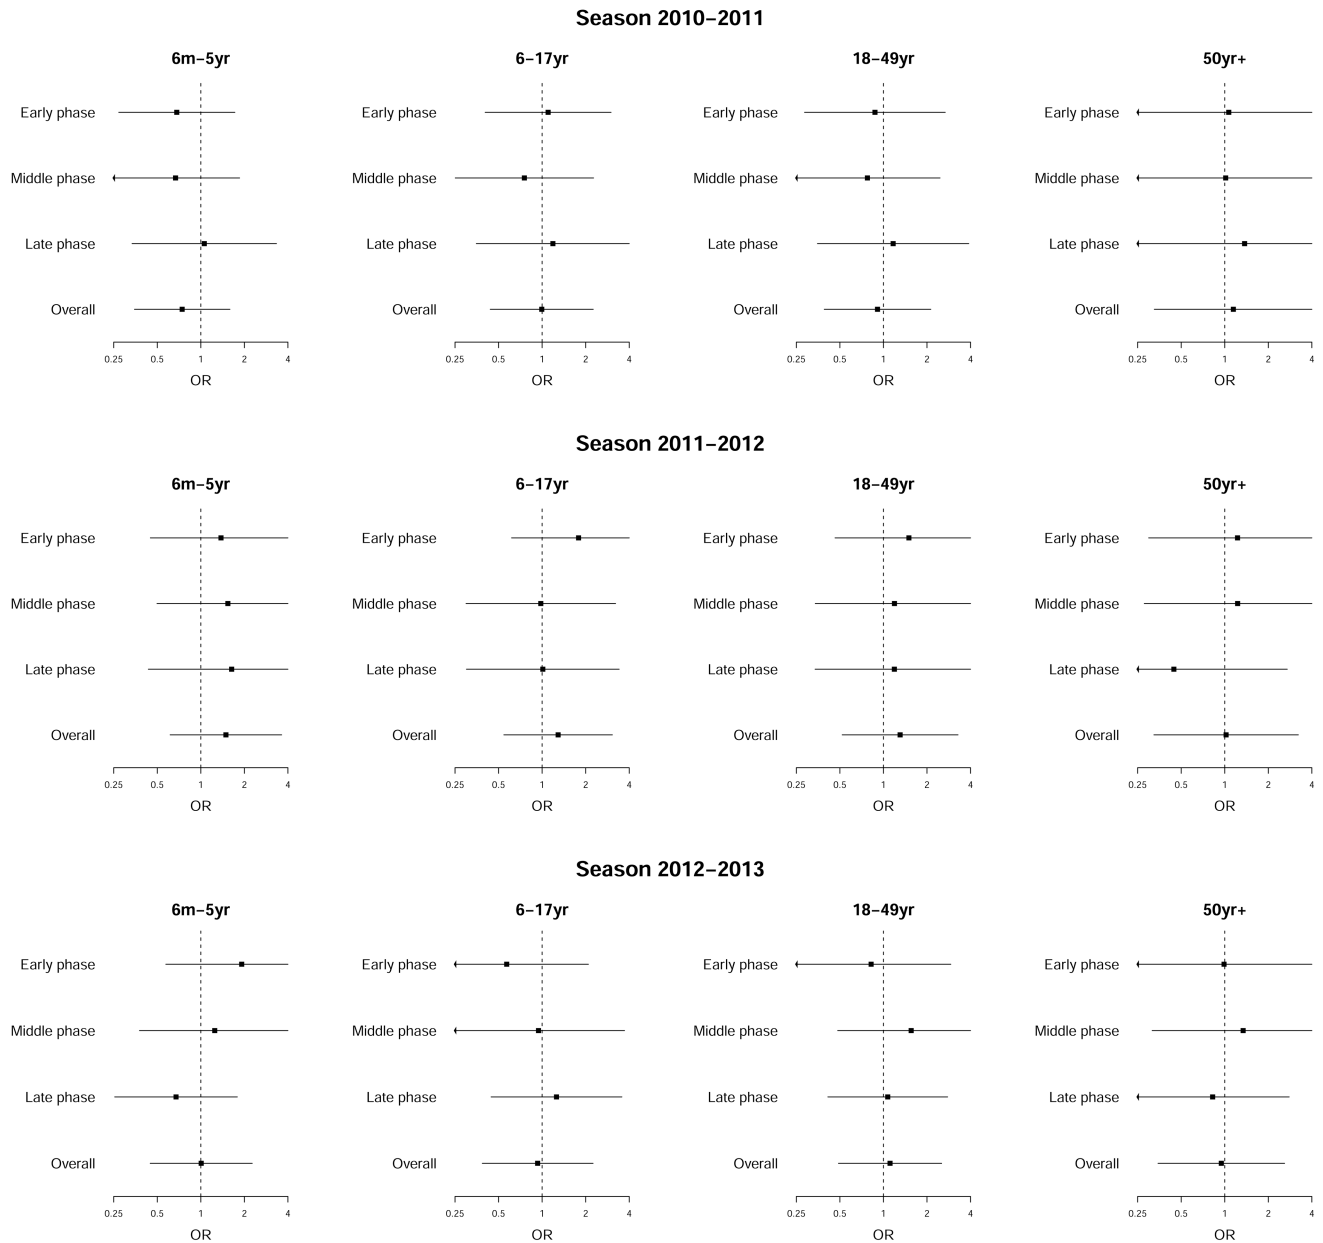 Season 2010–2011
6m–5yr 6–17yr 18–49yr 50yr+
Early phase Early phase Early phase Early phase
Middle phase Middle phase Middle phase Middle phase
Late phase Late phase Late phase Late phase
Overall Overall Overall Overall
0.25 0.5 1 2 4 0.25 0.5 1 2 4 0.25 0.5 1 2 4 0.25 0.5 1 2 4
OR OR OR OR
Season 2011–2012
6m–5yr 6–17yr 18–49yr 50yr+
Early phase Early phase Early phase Early phase
Middle phase Middle phase Middle phase Middle phase
Late phase Late phase Late phase Late phase
Overall Overall Overall Overall
0.25 0.5 1 2 4 0.25 0.5 1 2 4 0.25 0.5 1 2 4 0.25 0.5 1 2 4
OR OR OR OR
Season 2012–2013
6m–5yr 6–17yr 18–49yr 50yr+
Early phase Early phase Early phase Early phase
Middle phase Middle phase Middle phase Middle phase
Late phase Late phase Late phase Late phase
Overall Overall Overall Overall
0.25 0.5 1 2 4 0.25 0.5 1 2 4 0.25 0.5 1 2 4 0.25 0.5 1 2 4
OR OR OR OR